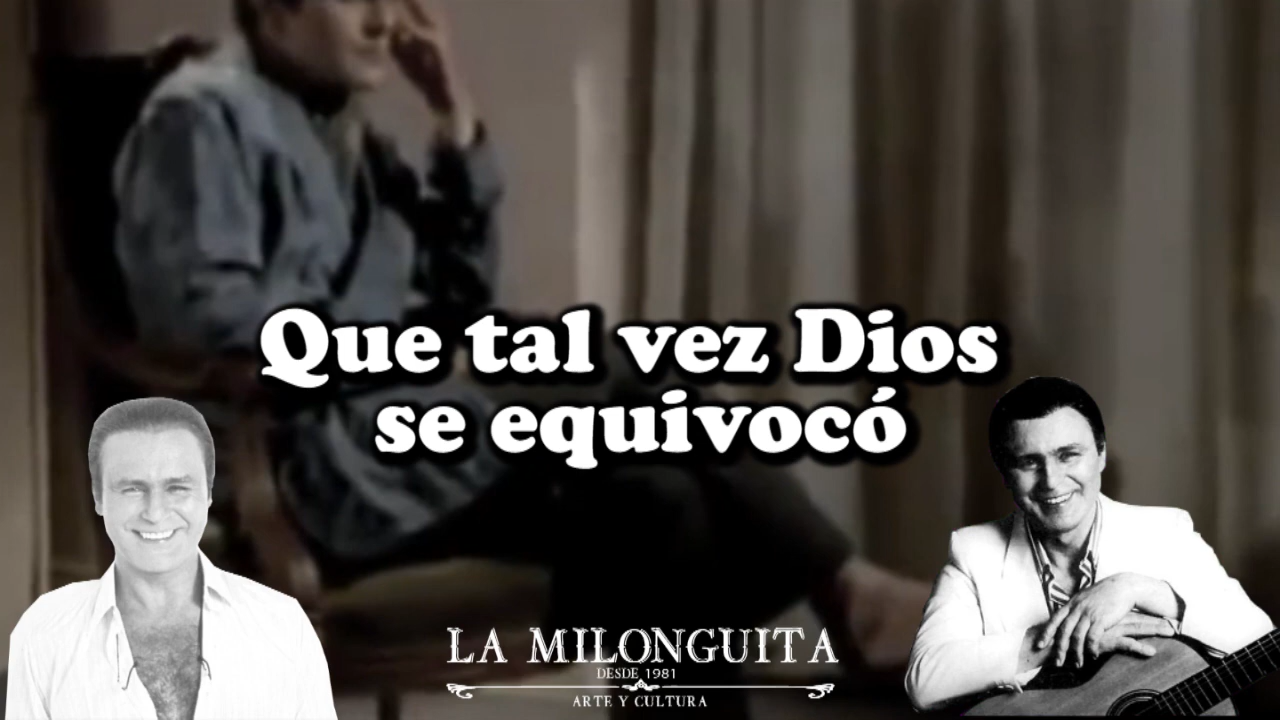 Que tal vez Dios
se equivocó
LA MILONGUITA
DESDE 1981
ARTE Y CULTURA